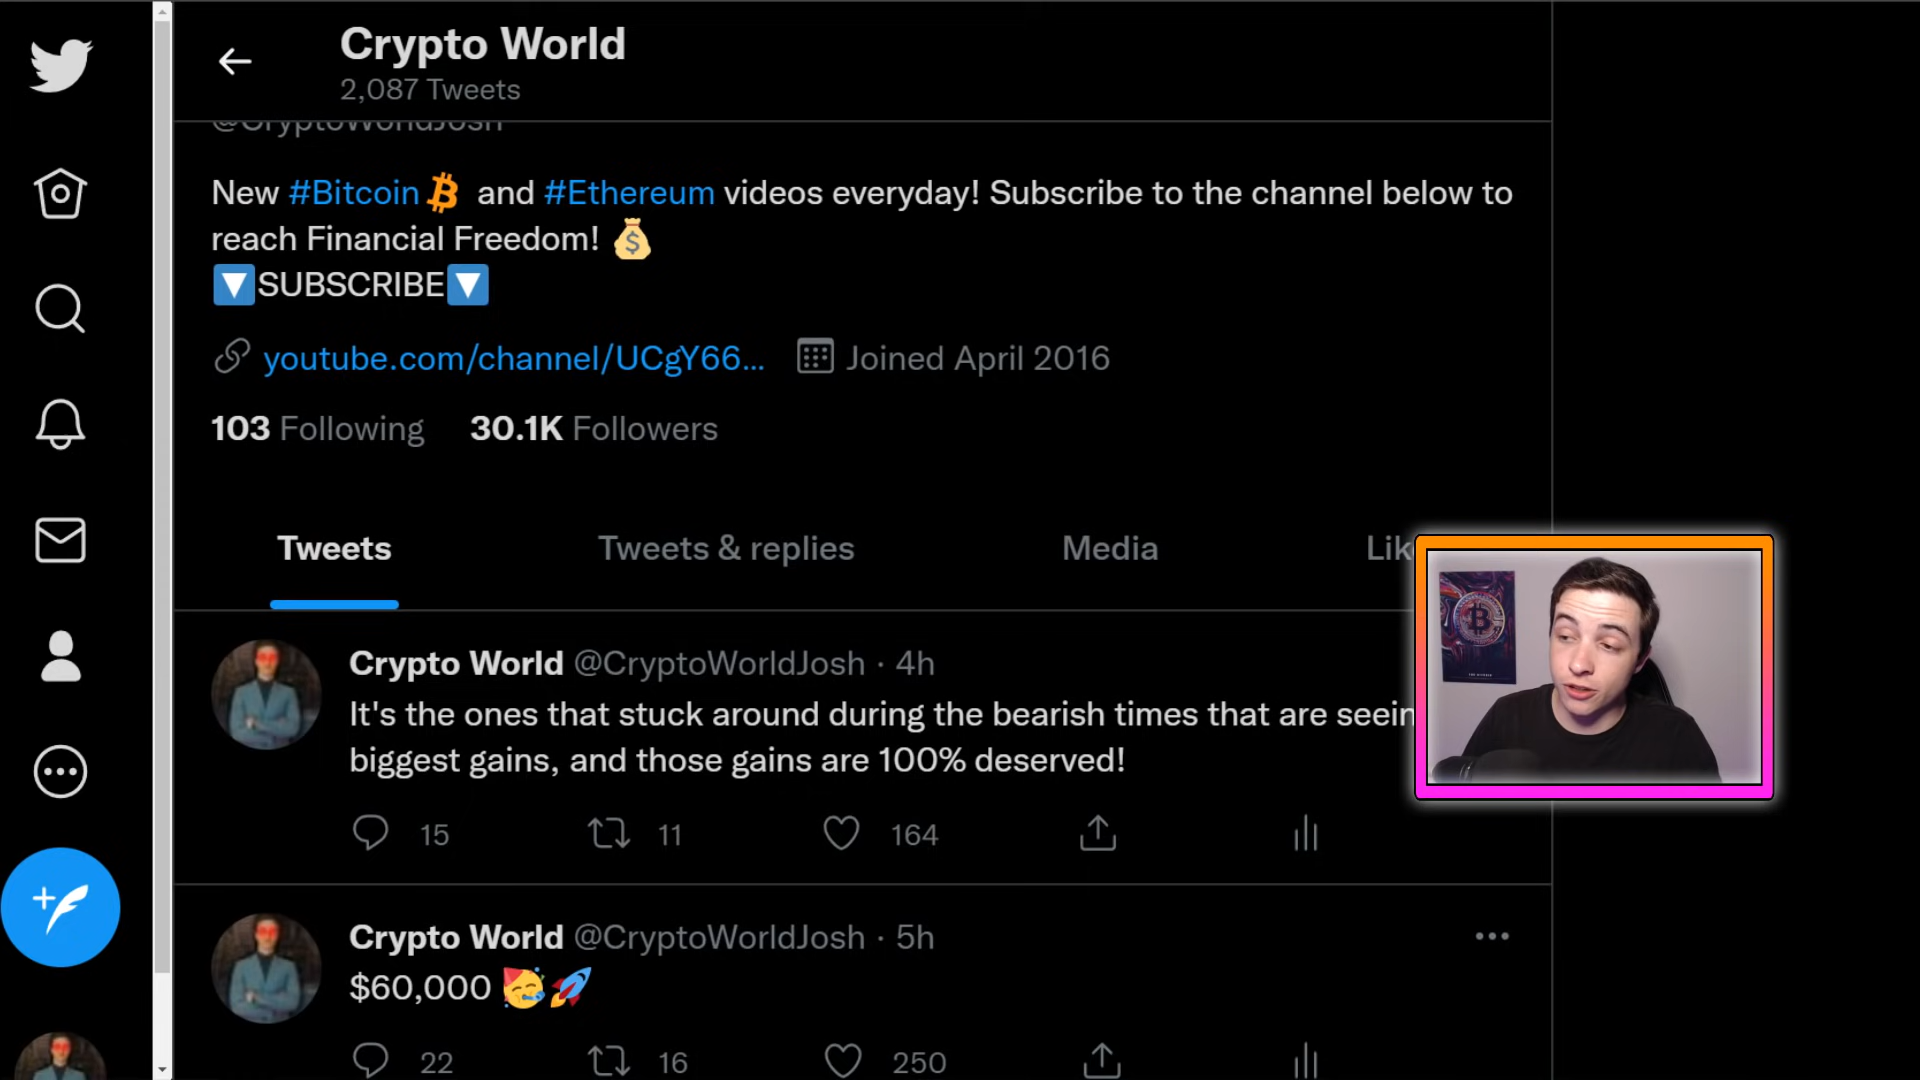 Crypto World
2,087 Tweets
@CryptoWorldJosh
New #Bitcoin and #Ethereum videos everyday! Subscribe to the channel below to
reach Financial Freedom!
SUBSCRIBE
youtube.com/channel/UCgY66... Joined April 2016
103 Following 30.1K Followers
Tweets Tweets & replies Media Lik
Crypto World @CryptoWorldJosh · 4h
It's the ones that stuck around during the bearish times that are seein
biggest gains, and those gains are 100% deserved!
15 11 164
Crypto World @CryptoWorldJosh · 5h
$60,000 🥳🚀
22 16 250